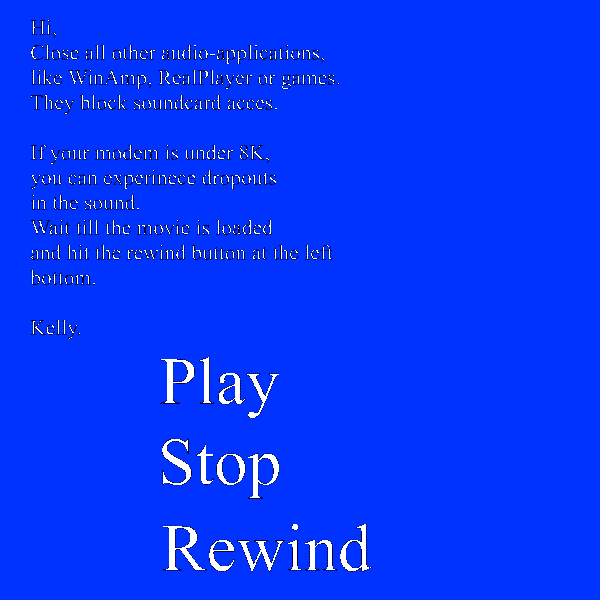 Hi,
Close all other audio-applications,
like WinAmp, RealPlayer or games.
They block soundcard acces.
If your modem is under 8K,
you can experinece dropouts
in the sound.
Wait till the movie is loaded
and hit the rewind button at the left
bottom.
Kelly.
Play
Stop
Rewind